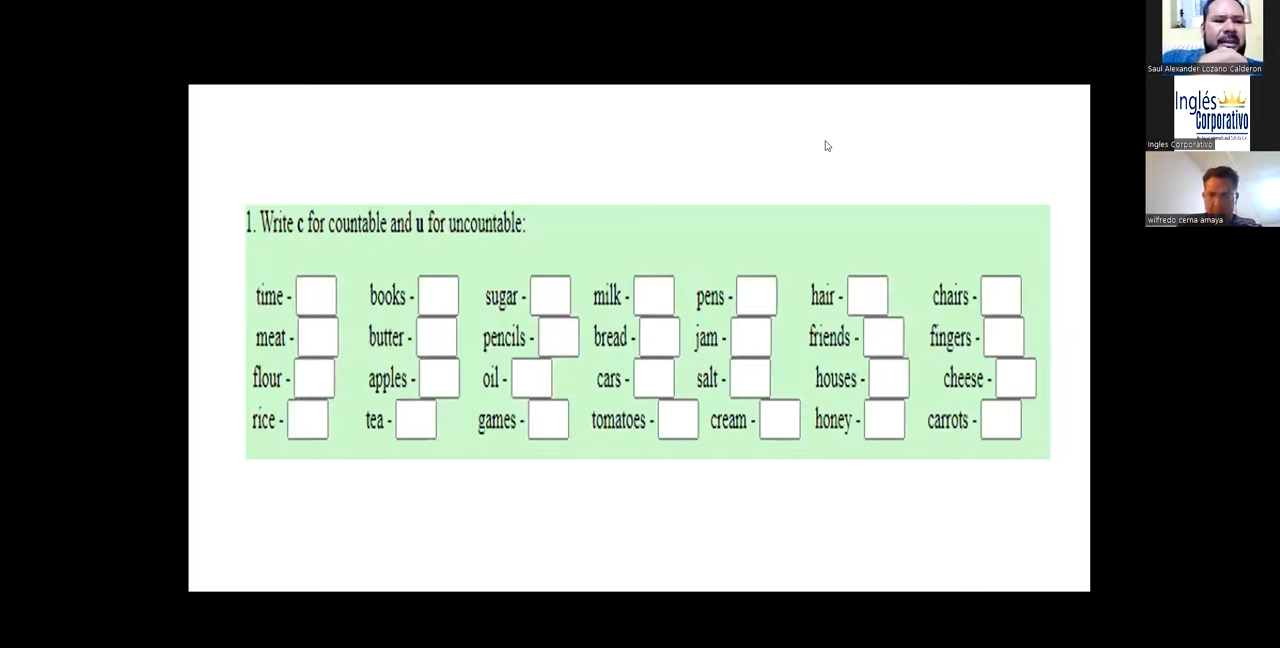 1. Write c for countable and u for uncountable:
time - books - sugar - milk - pens - hair - chairs -
meat - butter - pencils - bread - jam - friends - fingers -
flour - apples - oil - cars - salt - houses - cheese -
rice - tea - games - tomatoes - cream - honey - carrots -
Saul Alexander Lozano Calderon
Inglés
Corporativo
Ingles Corporativo
wilfredo cerna amaya